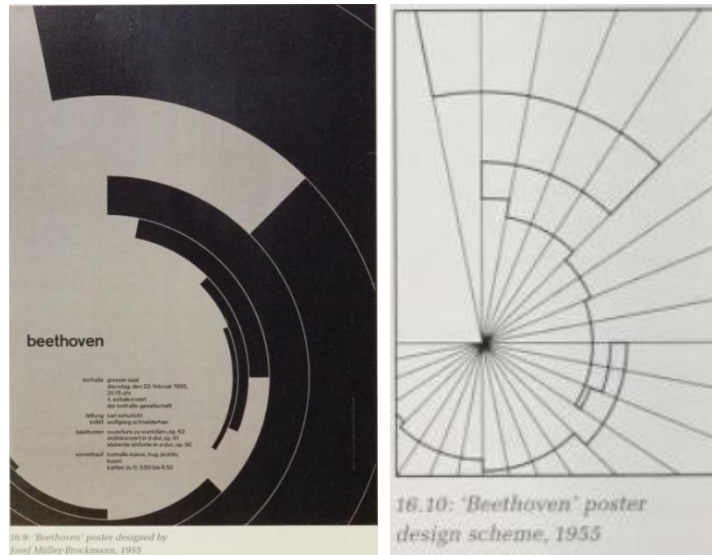 beethoven
tonhalle grosser saal
dienstag, den 22. februar 1955,
20.15 uhr
4. extrakonzert
der tonhalle-gesellschaft
leitung carl schuricht
solist wolfgang schneiderhan
beethoven ouvertüre zu «coriolan», op. 62
violinkonzert in d-dur, op. 61
siebente sinfonie in a-dur, op. 92
vorverkauf tonhalle-kasse, hug, jecklin,
kuoni
karten zu fr. 3.50 bis 9.50
16.9: 'Beethoven' poster designed by
Josef Müller-Brockmann, 1955
16.10: 'Beethoven' poster
design scheme, 1955